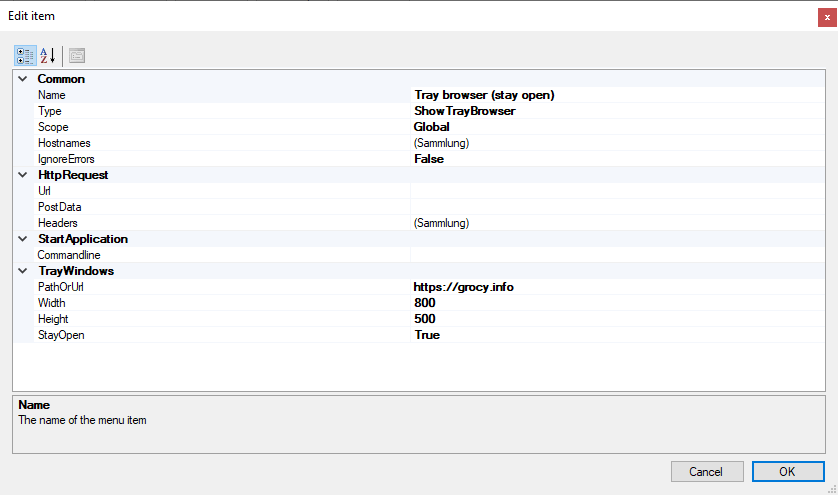 Edit item
Common
Name Tray browser (stay open)
Type ShowTrayBrowser
Scope Global
Hostnames (Sammlung)
IgnoreErrors False
HttpRequest
Url
PostData
Headers (Sammlung)
StartApplication
Commandline
TrayWindows
PathOrUrl https://grocy.info
Width 800
Height 500
StayOpen True
Name
The name of the menu item
Cancel OK